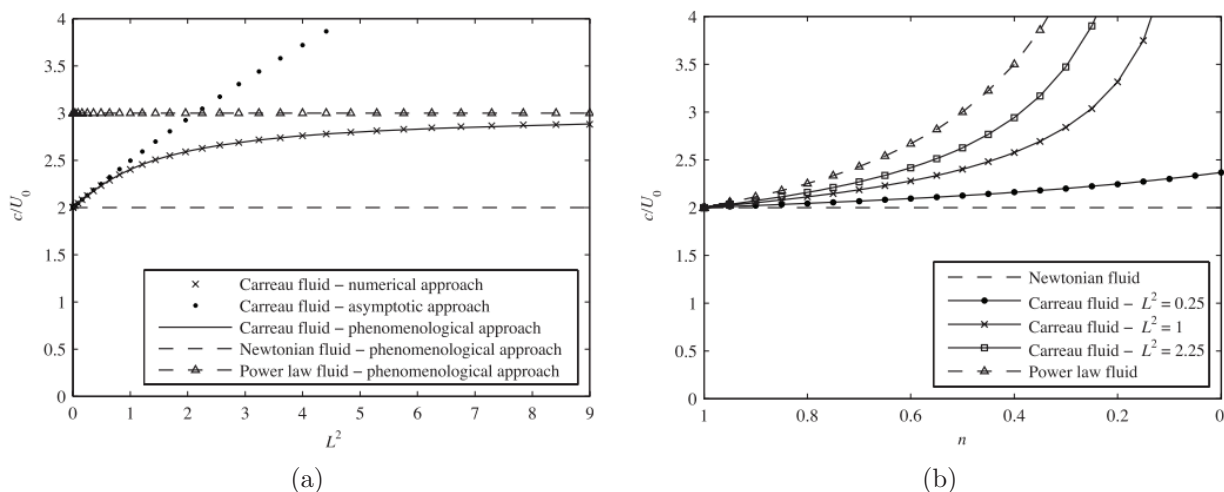 4
3.5
3
2.5
2
1.5
1
0.5
0
c/U₀
Carreau fluid – numerical approach
Carreau fluid – asymptotic approach
Carreau fluid – phenomenological approach
Newtonian fluid – phenomenological approach
Power law fluid – phenomenological approach
0 1 2 3 4 5 6 7 8 9
L²
(a)
4
3.5
3
2.5
2
1.5
1
0.5
0
c/U₀
Newtonian fluid
Carreau fluid – L² = 0.25
Carreau fluid – L² = 1
Carreau fluid – L² = 2.25
Power law fluid
1 0.8 0.6 0.4 0.2 0
n
(b)